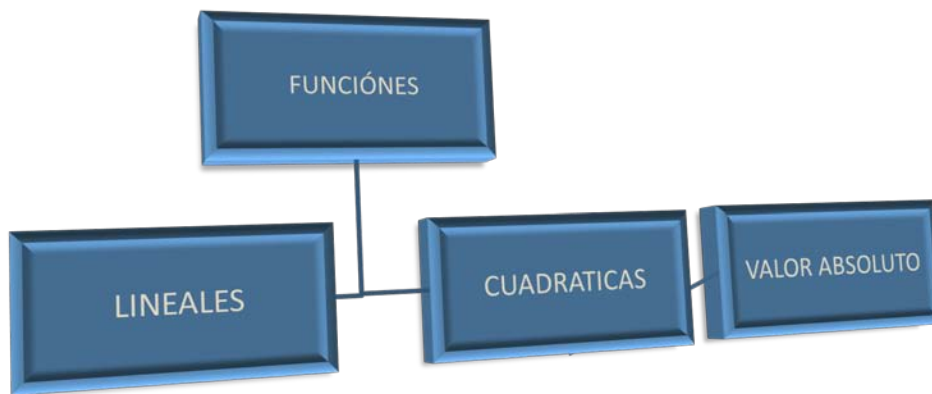 FUNCIÓNES
LINEALES
CUADRATICAS
VALOR ABSOLUTO